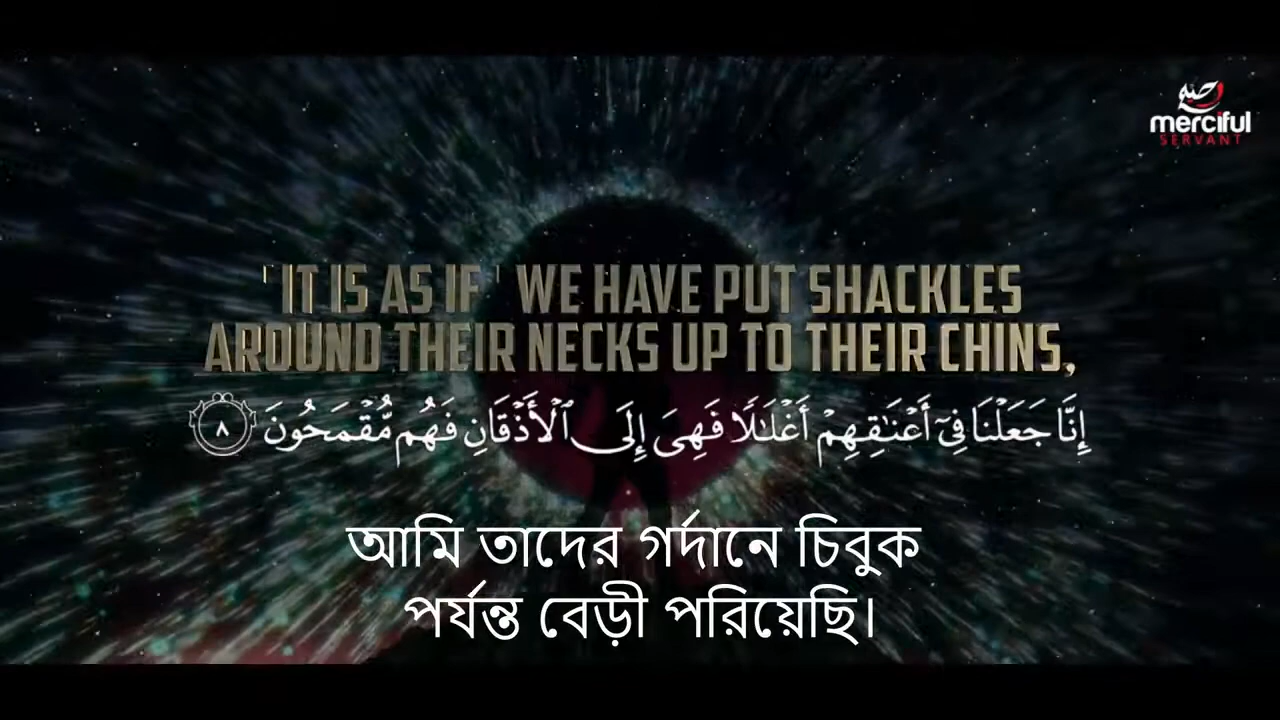 merciful
SERVANT
' IT IS AS IF ' WE HAVE PUT SHACKLES
AROUND THEIR NECKS UP TO THEIR CHINS,
إِنَّا جَعَلْنَا فِىٓ أَعْنَـٰقِهِمْ أَغْلَـٰلًا فَهِىَ إِلَى ٱلْأَذْقَانِ فَهُم مُّقْمَحُونَ ٨
আমি তাদের গর্দানে চিবুক
পর্যন্ত বেড়ী পরিয়েছি।